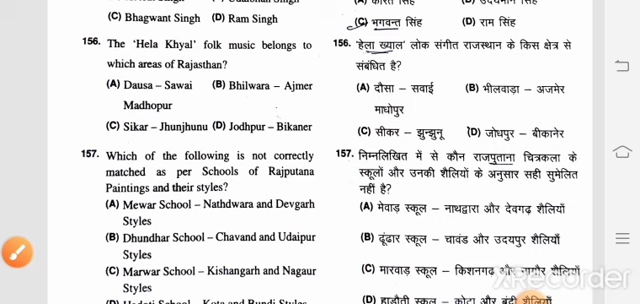 (C) Bhagwant Singh (D) Ram Singh
156. The 'Hela Khyal' folk music belongs to
which areas of Rajasthan?
(A) Dausa – Sawai (B) Bhilwara – Ajmer
Madhopur
(C) Sikar – Jhunjhunu (D) Jodhpur – Bikaner
157. Which of the following is not correctly
matched as per Schools of Rajputana
Paintings and their styles?
(A) Mewar School – Nathdwara and Devgarh
Styles
(B) Dhundhar School – Chavand and Udaipur
Styles
(C) Marwar School – Kishangarh and Nagaur
Styles
(C) भगवन्त सिंह (D) राम सिंह
156. 'हेला ख्याल' लोक संगीत राजस्थान के किस क्षेत्र से
संबंधित है?
(A) दौसा – सवाई (B) भीलवाड़ा – अजमेर
माधोपुर
(C) सीकर – झुन्झुनू (D) जोधपुर – बीकानेर
157. निम्नलिखित में से कौन राजपुताना चित्रकला के
स्कूलों और उनकी शैलियों के अनुसार सही सुमेलित
नहीं है?
(A) मेवाड़ स्कूल – नाथद्वारा और देवगढ़ शैलियाँ
(B) ढूंढार स्कूल – चावंड और उदयपुर शैलियाँ
(C) मारवाड़ स्कूल – किशनगढ़ और नागौर शैलियाँ
(D) हाड़ौती स्कूल – कोटा और बूंदी शैलियाँ
XRECORDER